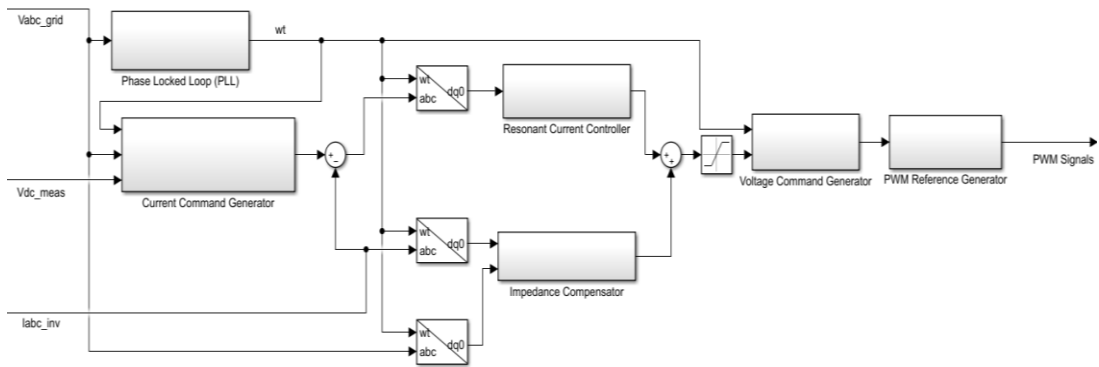 Vabc_grid
wt
Phase Locked Loop (PLL)
wt
abc
dq0
Resonant Current Controller
+
-
+
+
Voltage Command Generator
PWM Reference Generator
PWM Signals
Vdc_meas
Current Command Generator
wt
abc
dq0
Impedance Compensator
Iabc_inv
wt
abc
dq0